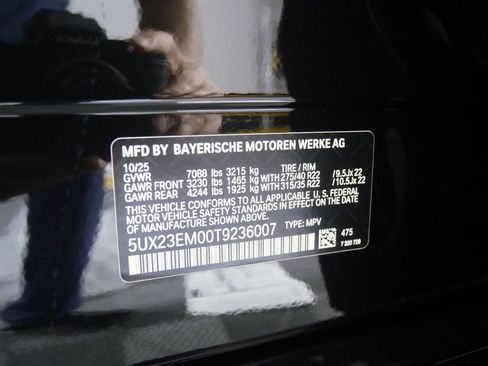 MFD BY BAYERISCHE MOTOREN WERKE AG
10/25 TIRE / RIM
GVWR 7088 lbs 3215 kg
GAWR FRONT 3230 lbs 1465 kg WITH 275/40 R22 / 9.5Jx 22
GAWR REAR 4244 lbs 1925 kg WITH 315/35 R22 / 10.5Jx 22
THIS VEHICLE CONFORMS TO ALL APPLICABLE U.S. FEDERAL
MOTOR VEHICLE SAFETY STANDARDS IN EFFECT
ON THE DATE OF MANUFACTURE SHOWN ABOVE.
5UX23EM00T9236007 TYPE: MPV
475